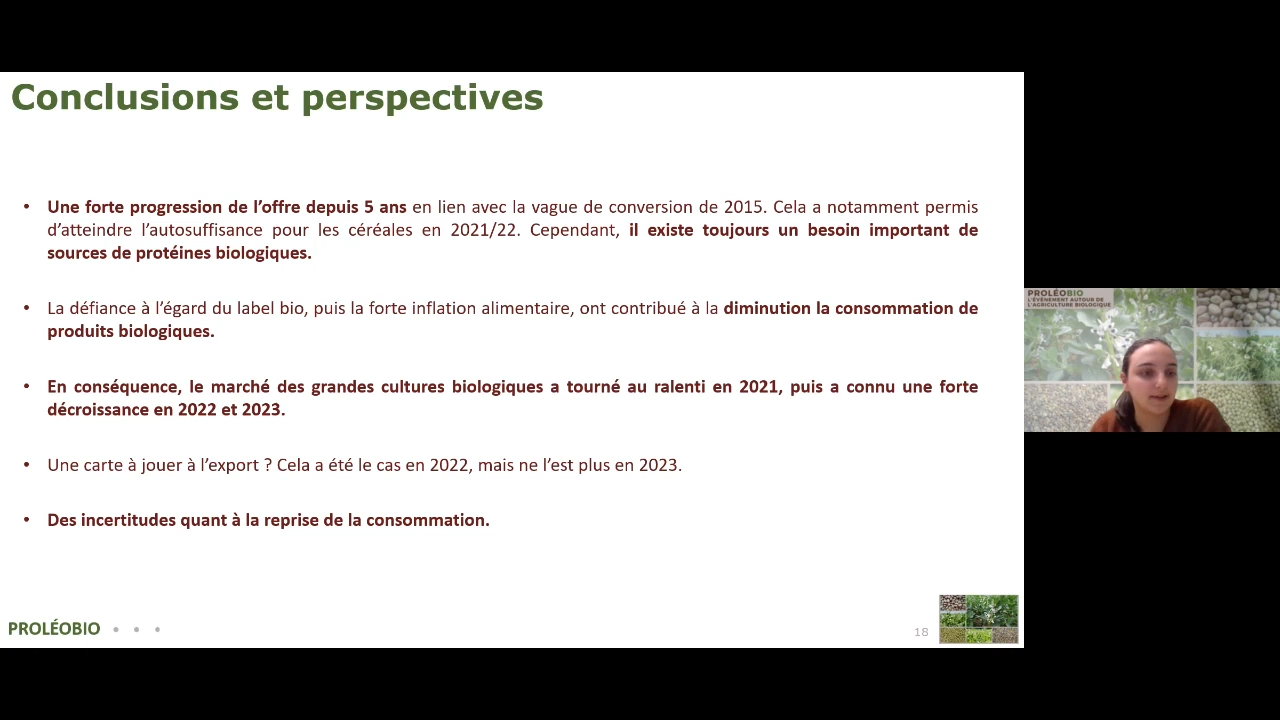 Conclusions et perspectives
• Une forte progression de l’offre depuis 5 ans en lien avec la vague de conversion de 2015. Cela a notamment permis
d’atteindre l’autosuffisance pour les céréales en 2021/22. Cependant, il existe toujours un besoin important de
sources de protéines biologiques.
• La défiance à l’égard du label bio, puis la forte inflation alimentaire, ont contribué à la diminution la consommation de
produits biologiques.
• En conséquence, le marché des grandes cultures biologiques a tourné au ralenti en 2021, puis a connu une forte
décroissance en 2022 et 2023.
• Une carte à jouer à l’export ? Cela a été le cas en 2022, mais ne l’est plus en 2023.
• Des incertitudes quant à la reprise de la consommation.
PROLÉOBIO
18
PROLÉOBIO
L'ÉVÉNEMENT AUTOUR DE
L'AGRICULTURE BIOLOGIQUE